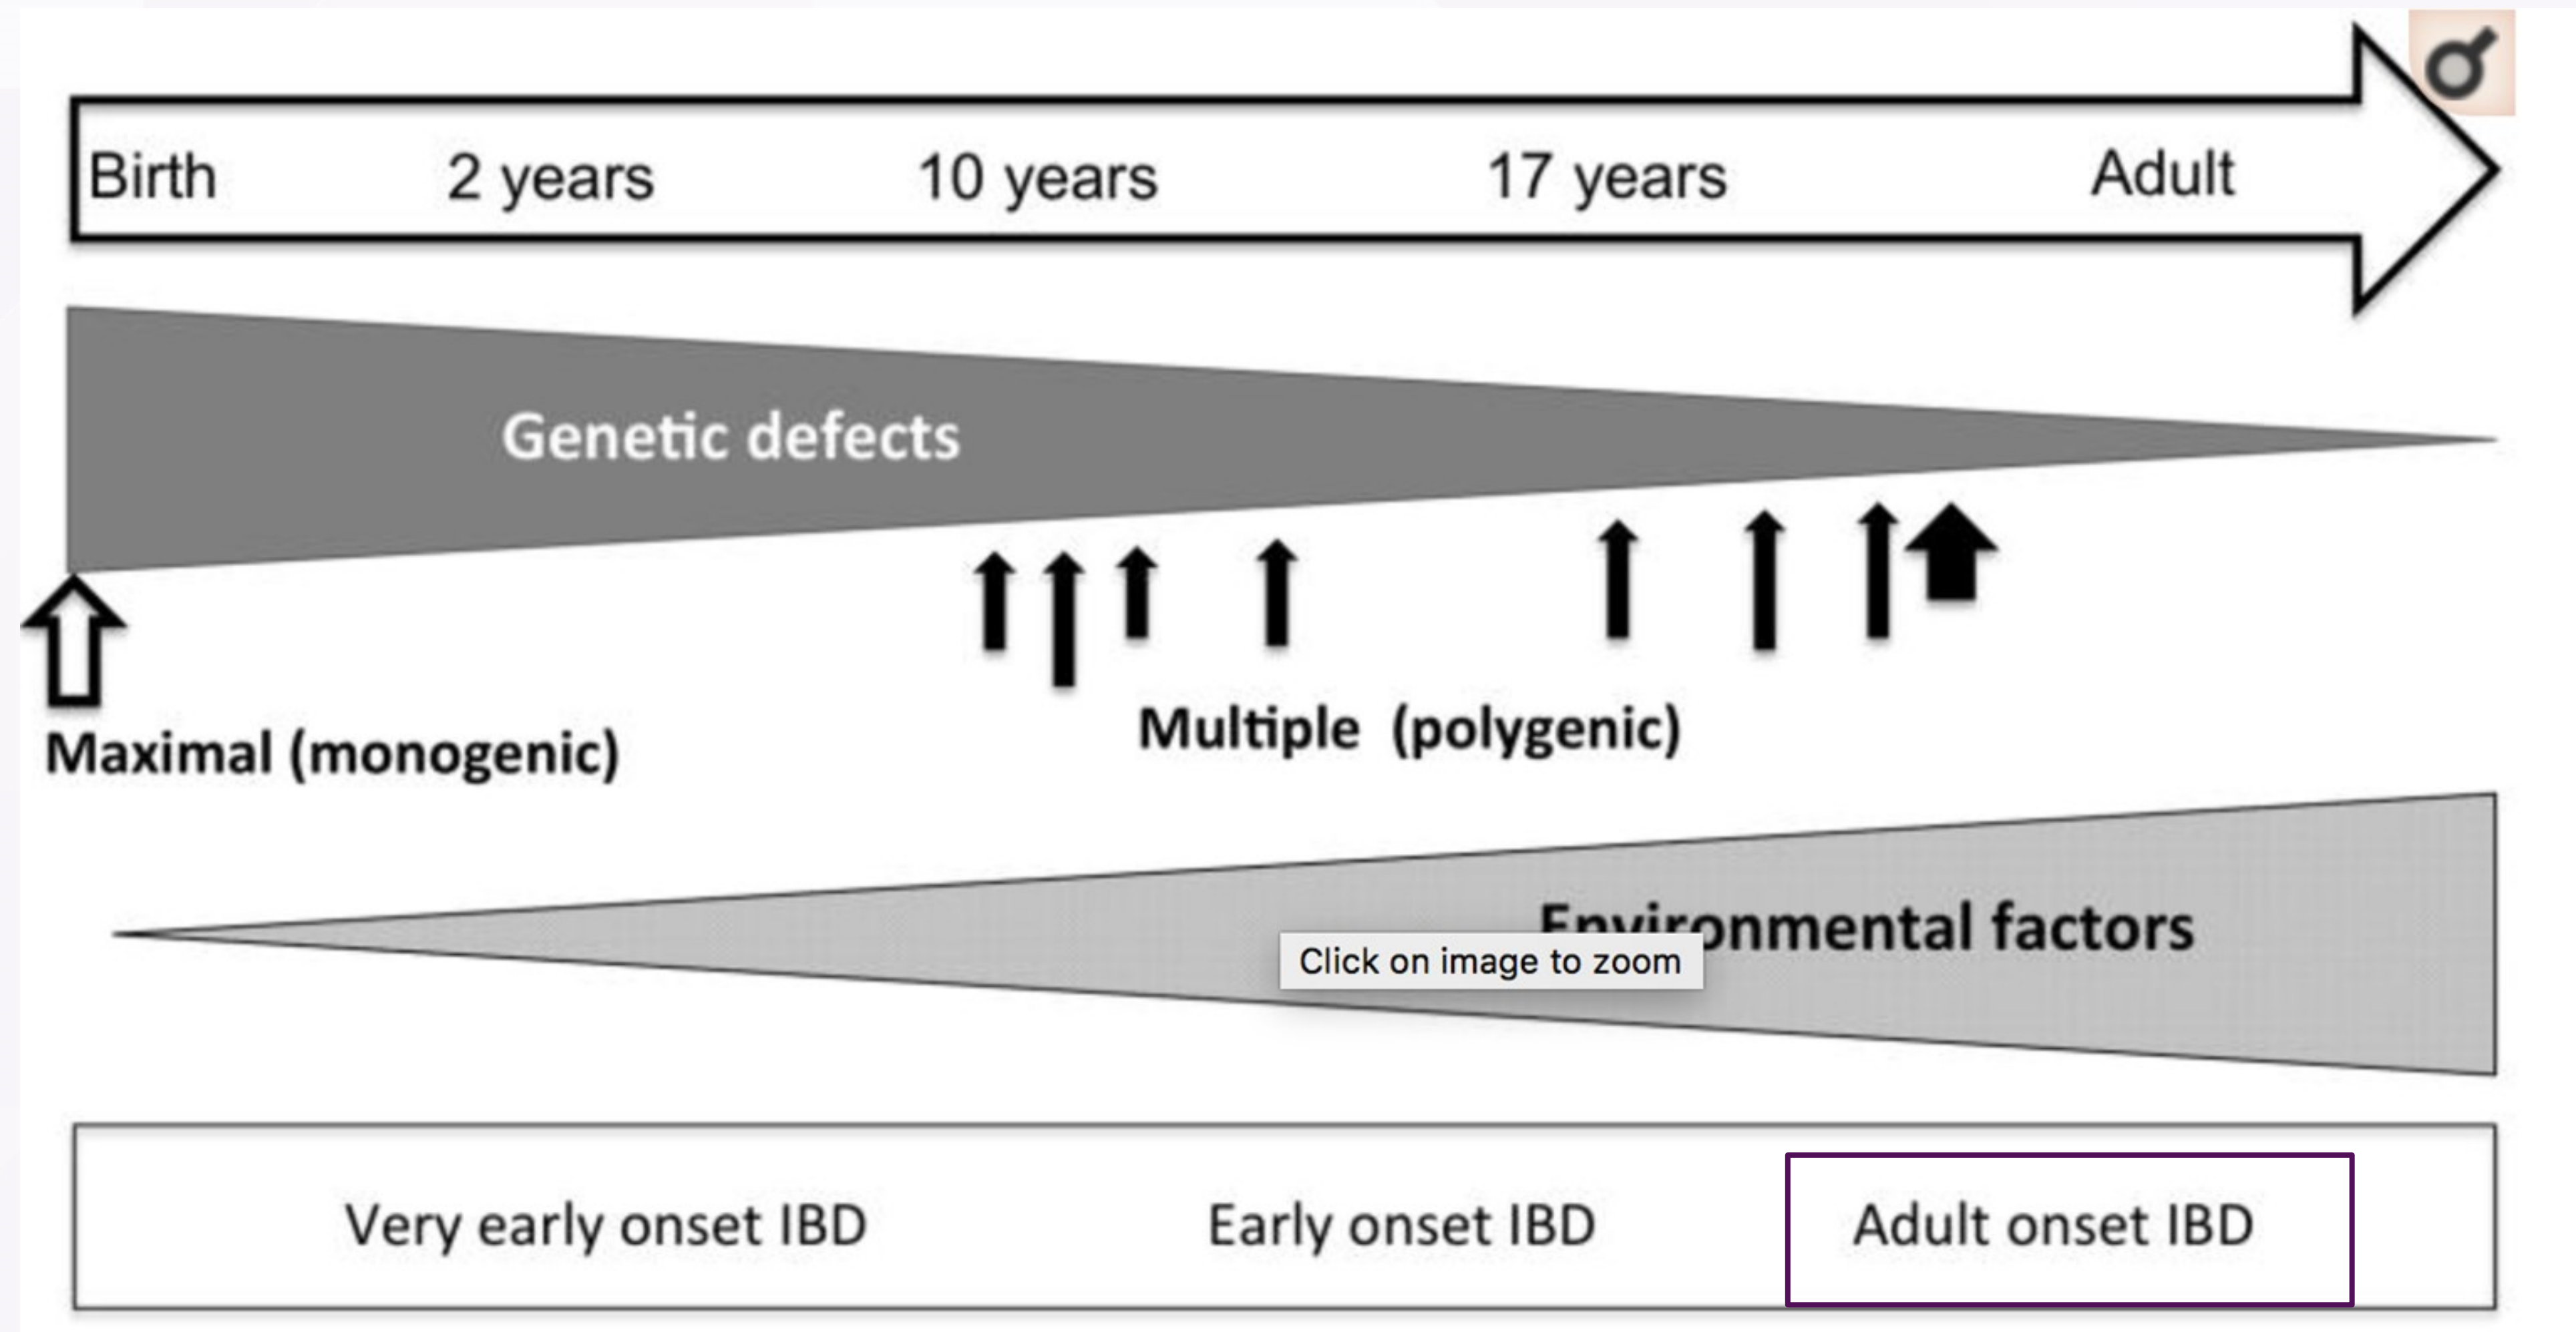 Birth 2 years 10 years 17 years Adult
Genetic defects
Maximal (monogenic)
Multiple (polygenic)
Environmental factors
Click on image to zoom
Very early onset IBD Early onset IBD Adult onset IBD